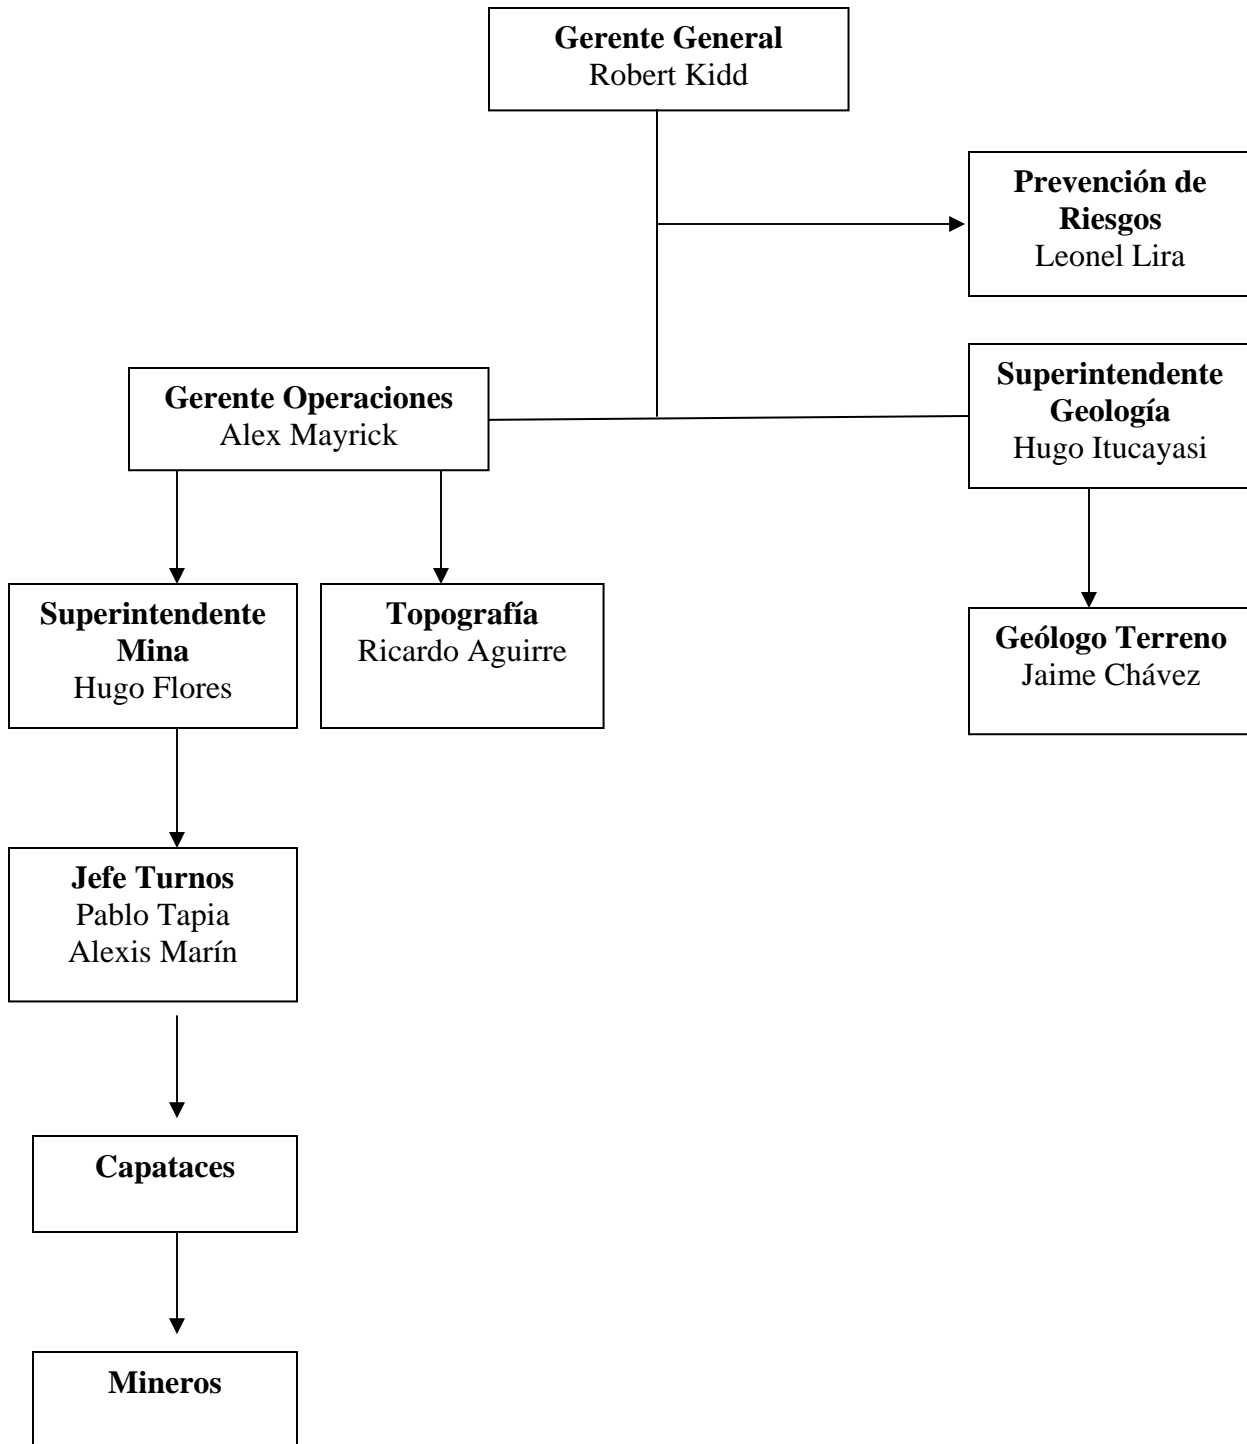 Gerente General
Robert Kidd
Prevención de
Riesgos
Leonel Lira
Gerente Operaciones
Alex Mayrick
Superintendente
Geología
Hugo Itucayasi
Superintendente
Mina
Hugo Flores
Topografía
Ricardo Aguirre
Geólogo Terreno
Jaime Chávez
Jefe Turnos
Pablo Tapia
Alexis Marín
Capataces
Mineros